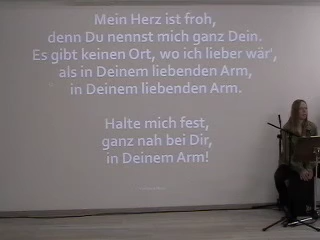 Mein Herz ist froh,
denn Du nennst mich ganz Dein.
Es gibt keinen Ort, wo ich lieber wär',
als in Deinem liebenden Arm,
in Deinem liebenden Arm.
Halte mich fest,
ganz nah bei Dir,
in Deinem Arm!